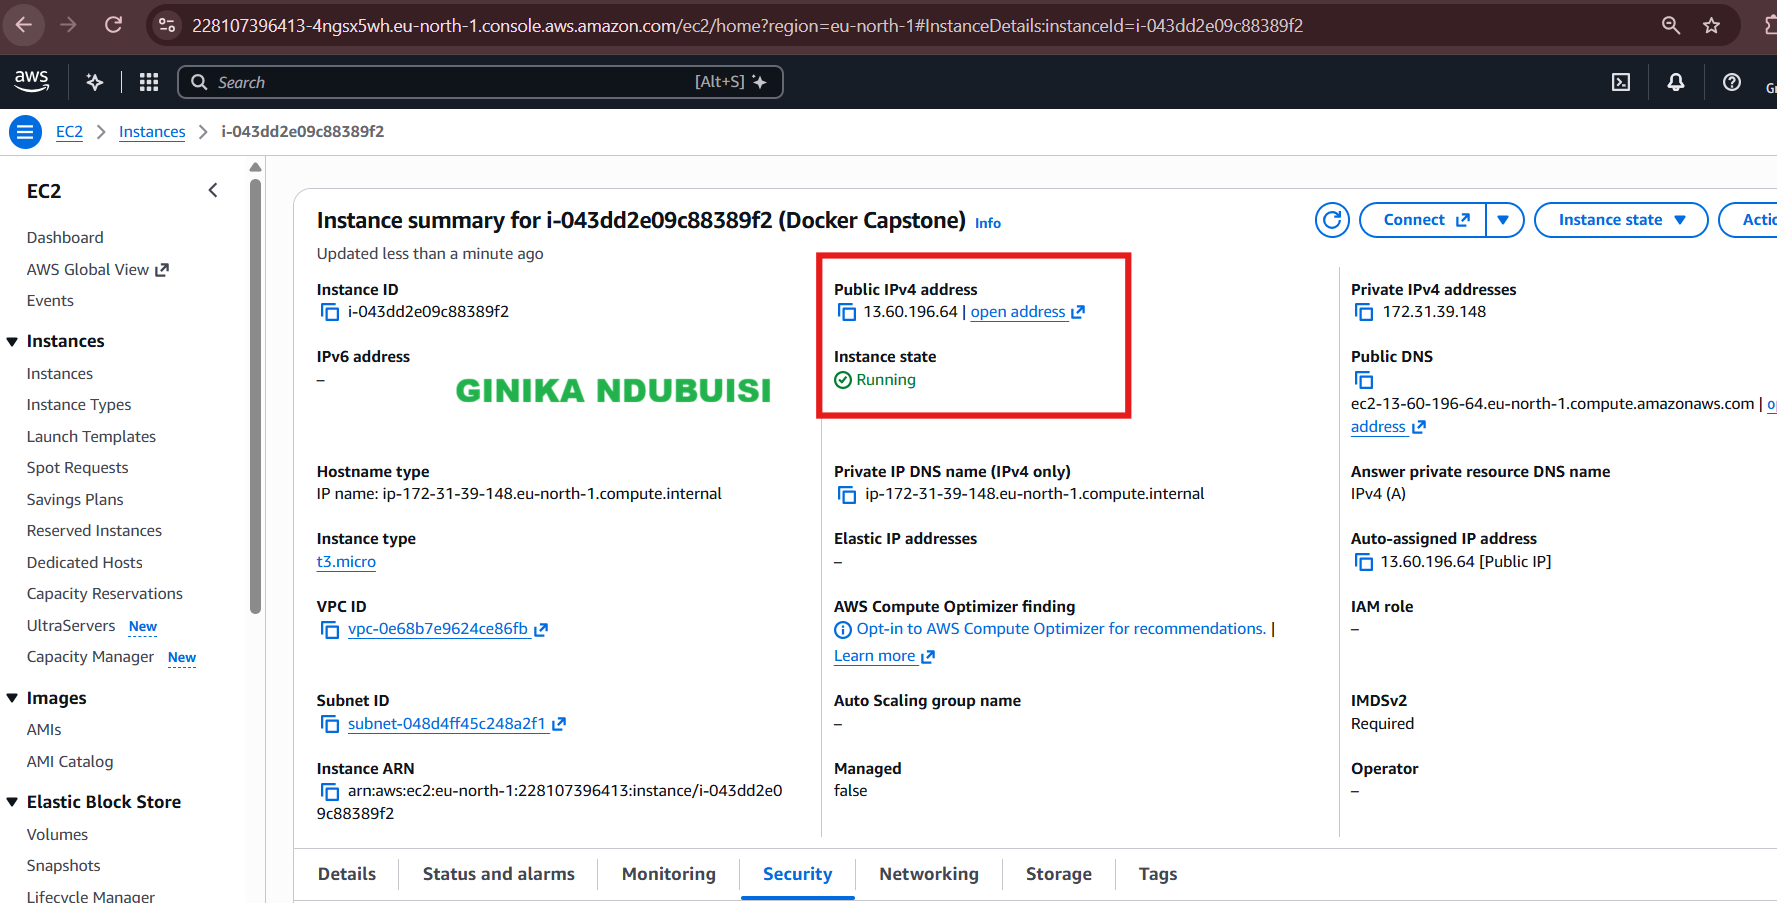 228107396413-4ngsx5wh.eu-north-1.console.aws.amazon.com/ec2/home?region=eu-north-1#InstanceDetails:instanceId=i-043dd2e09c88389f2
aws
Search
[Alt+S]
EC2
Instances
i-043dd2e09c88389f2
EC2
Dashboard
AWS Global View
Events
Instances
Instances
Instance Types
Launch Templates
Spot Requests
Savings Plans
Reserved Instances
Dedicated Hosts
Capacity Reservations
UltraServers New
Capacity Manager New
Images
AMIs
AMI Catalog
Elastic Block Store
Volumes
Snapshots
Lifecycle Manager
Instance summary for i-043dd2e09c88389f2 (Docker Capstone) Info
Updated less than a minute ago
Connect
Instance state
Instance ID
i-043dd2e09c88389f2
Public IPv4 address
13.60.196.64 | open address
Private IPv4 addresses
172.31.39.148
IPv6 address
–
GINIKA NDUBUISI
Instance state
Running
Public DNS
ec2-13-60-196-64.eu-north-1.compute.amazonaws.com |
address
Hostname type
IP name: ip-172-31-39-148.eu-north-1.compute.internal
Private IP DNS name (IPv4 only)
ip-172-31-39-148.eu-north-1.compute.internal
Answer private resource DNS name
IPv4 (A)
Instance type
t3.micro
Elastic IP addresses
–
Auto-assigned IP address
13.60.196.64 [Public IP]
VPC ID
vpc-0e68b7e9624ce86fb
AWS Compute Optimizer finding
Opt-in to AWS Compute Optimizer for recommendations. |
Learn more
IAM role
–
Subnet ID
subnet-048d4ff45c248a2f1
Auto Scaling group name
–
IMDSv2
Required
Instance ARN
arn:aws:ec2:eu-north-1:228107396413:instance/i-043dd2e0
9c88389f2
Managed
false
Operator
–
Details
Status and alarms
Monitoring
Security
Networking
Storage
Tags